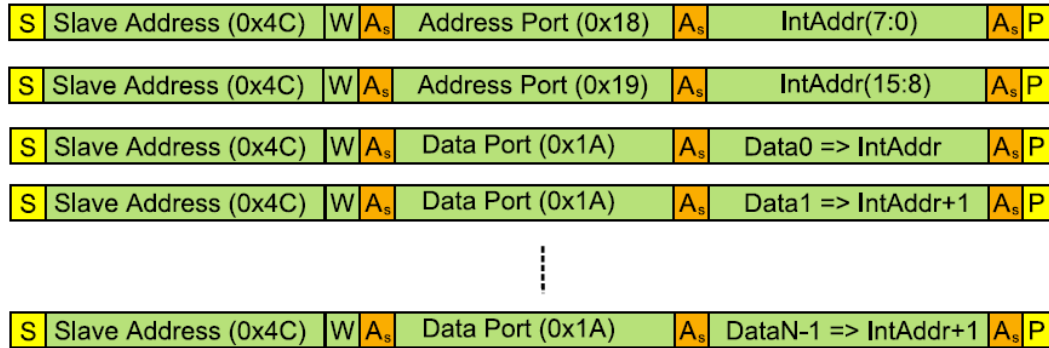 S Slave Address (0x4C) W As Address Port (0x18) As IntAddr(7:0) As P
S Slave Address (0x4C) W As Address Port (0x19) As IntAddr(15:8) As P
S Slave Address (0x4C) W As Data Port (0x1A) As Data0 => IntAddr As P
S Slave Address (0x4C) W As Data Port (0x1A) As Data1 => IntAddr+1 As P
S Slave Address (0x4C) W As Data Port (0x1A) As DataN-1 => IntAddr+1 As P